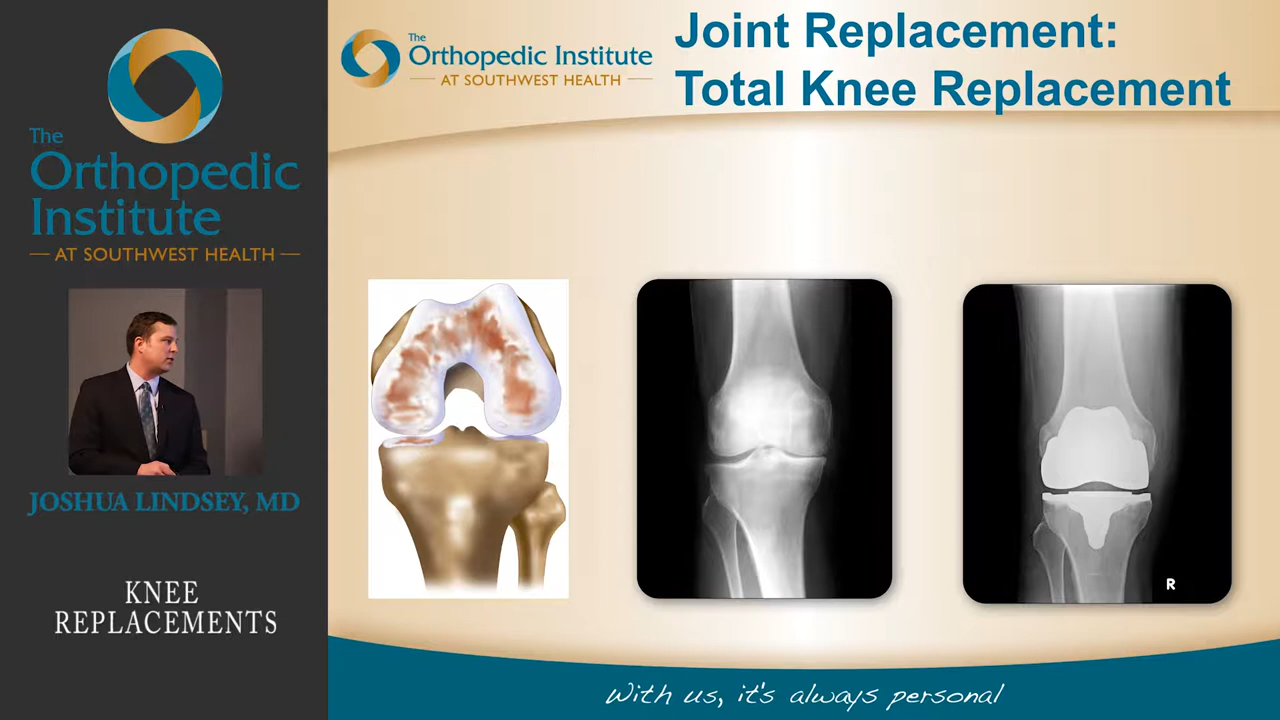 The
Orthopedic
Institute
AT SOUTHWEST HEALTH
JOSHUA LINDSEY, MD
KNEE
REPLACEMENTS
The
Orthopedic Institute
AT SOUTHWEST HEALTH
Joint Replacement:
Total Knee Replacement
R
With us, it's always personal